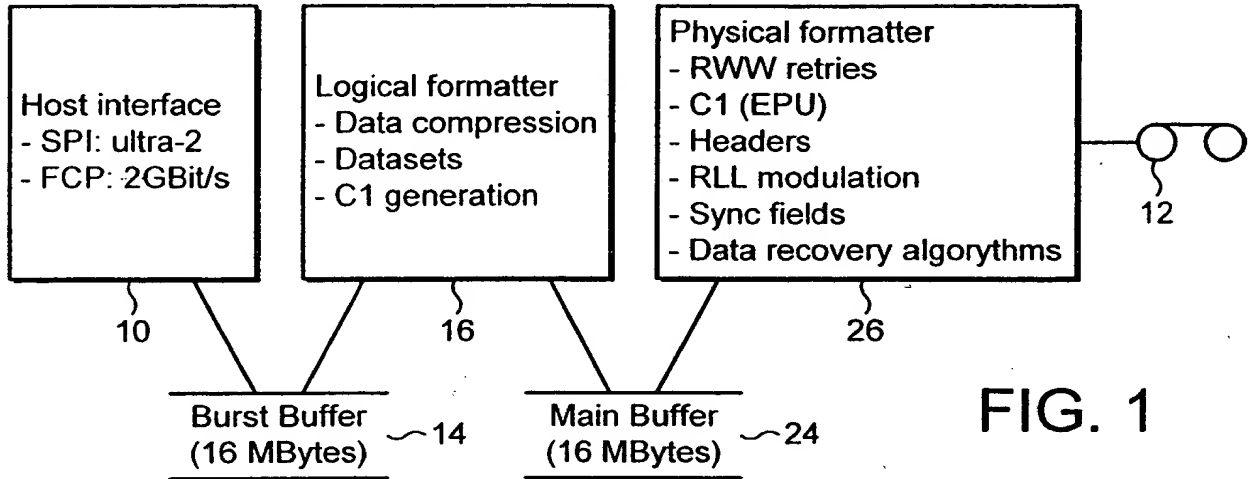 Host interface
- SPI: ultra-2
- FCP: 2GBit/s
10
Logical formatter
- Data compression
- Datasets
- C1 generation
16
Physical formatter
- RWW retries
- C1 (EPU)
- Headers
- RLL modulation
- Sync fields
- Data recovery algorythms
26
12
Burst Buffer
(16 MBytes)
14
Main Buffer
(16 MBytes)
24
FIG. 1